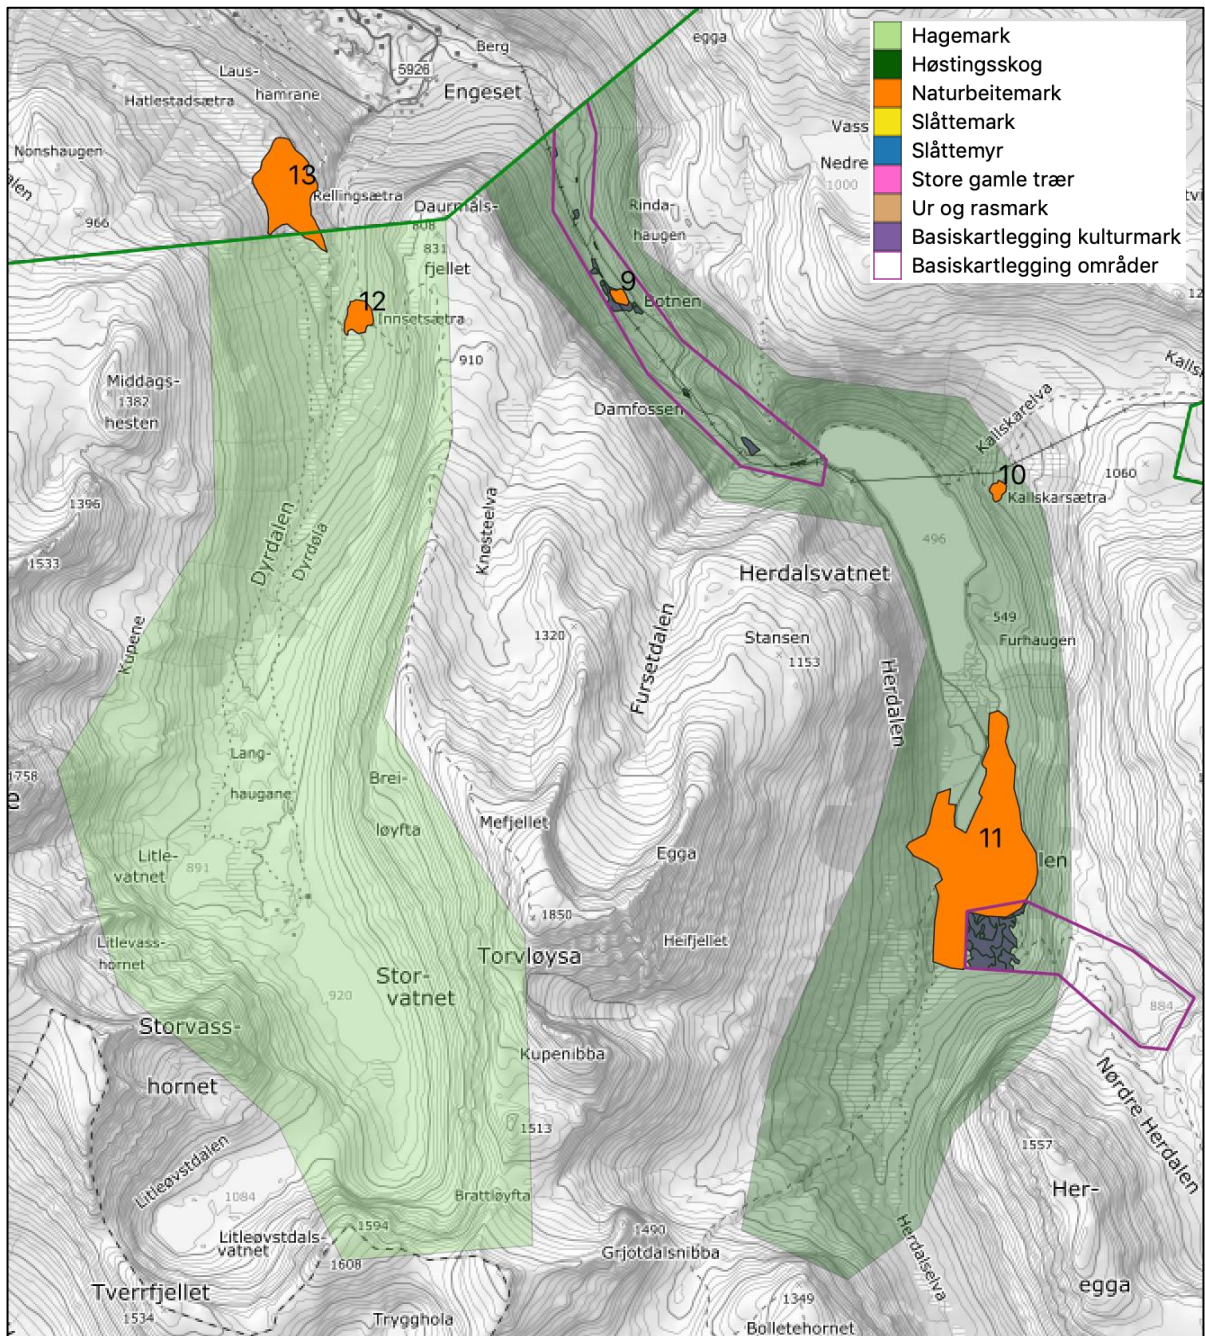 Hagemark
Høstingsskog
Naturbeitemark
Slåttemark
Slåttemyr
Store gamle trær
Ur og rasmark
Basiskartlegging kulturmark
Basiskartlegging områder
Berg
egga
5926
Laus-
hamrane
Hatlestadsætra
Engeset
Nonshaugen
Vass
Nedre
1000
13
Rellingsætra
Daurmåls-
fjellet
808
831
966
Rinda-
haugen
9
Botnen
12
Innsetsætra
910
Middags-
1382
hesten
Damfossen
Kallskarelva
1060
10
Kallskarsætra
1396
1533
Dyrdalen
Dyrdøla
Knøsteelva
496
Herdalsvatnet
549
Furhaugen
Kupene
1320
Fursetdalen
Stansen
1153
Herdalen
Lang-
haugane
1758
e
Brei-
løyfta
Mefjellet
Egga
11
len
Litle-
vatnet
891
1850
Torvløysa
Heifjellet
Litlevass-
hornet
Stor-
vatnet
920
884
Storvass-
hornet
Kupenibba
Nørdre Herdalen
1513
1557
Her-
egga
Litleøvstdalen
1084
Brattløyfta
1594
1490
Grjotdalsnibba
Herdalselva
Litleøvstdals-
vatnet
1608
Tverrfjellet
1534
Trygghola
1349
Bolletehornet